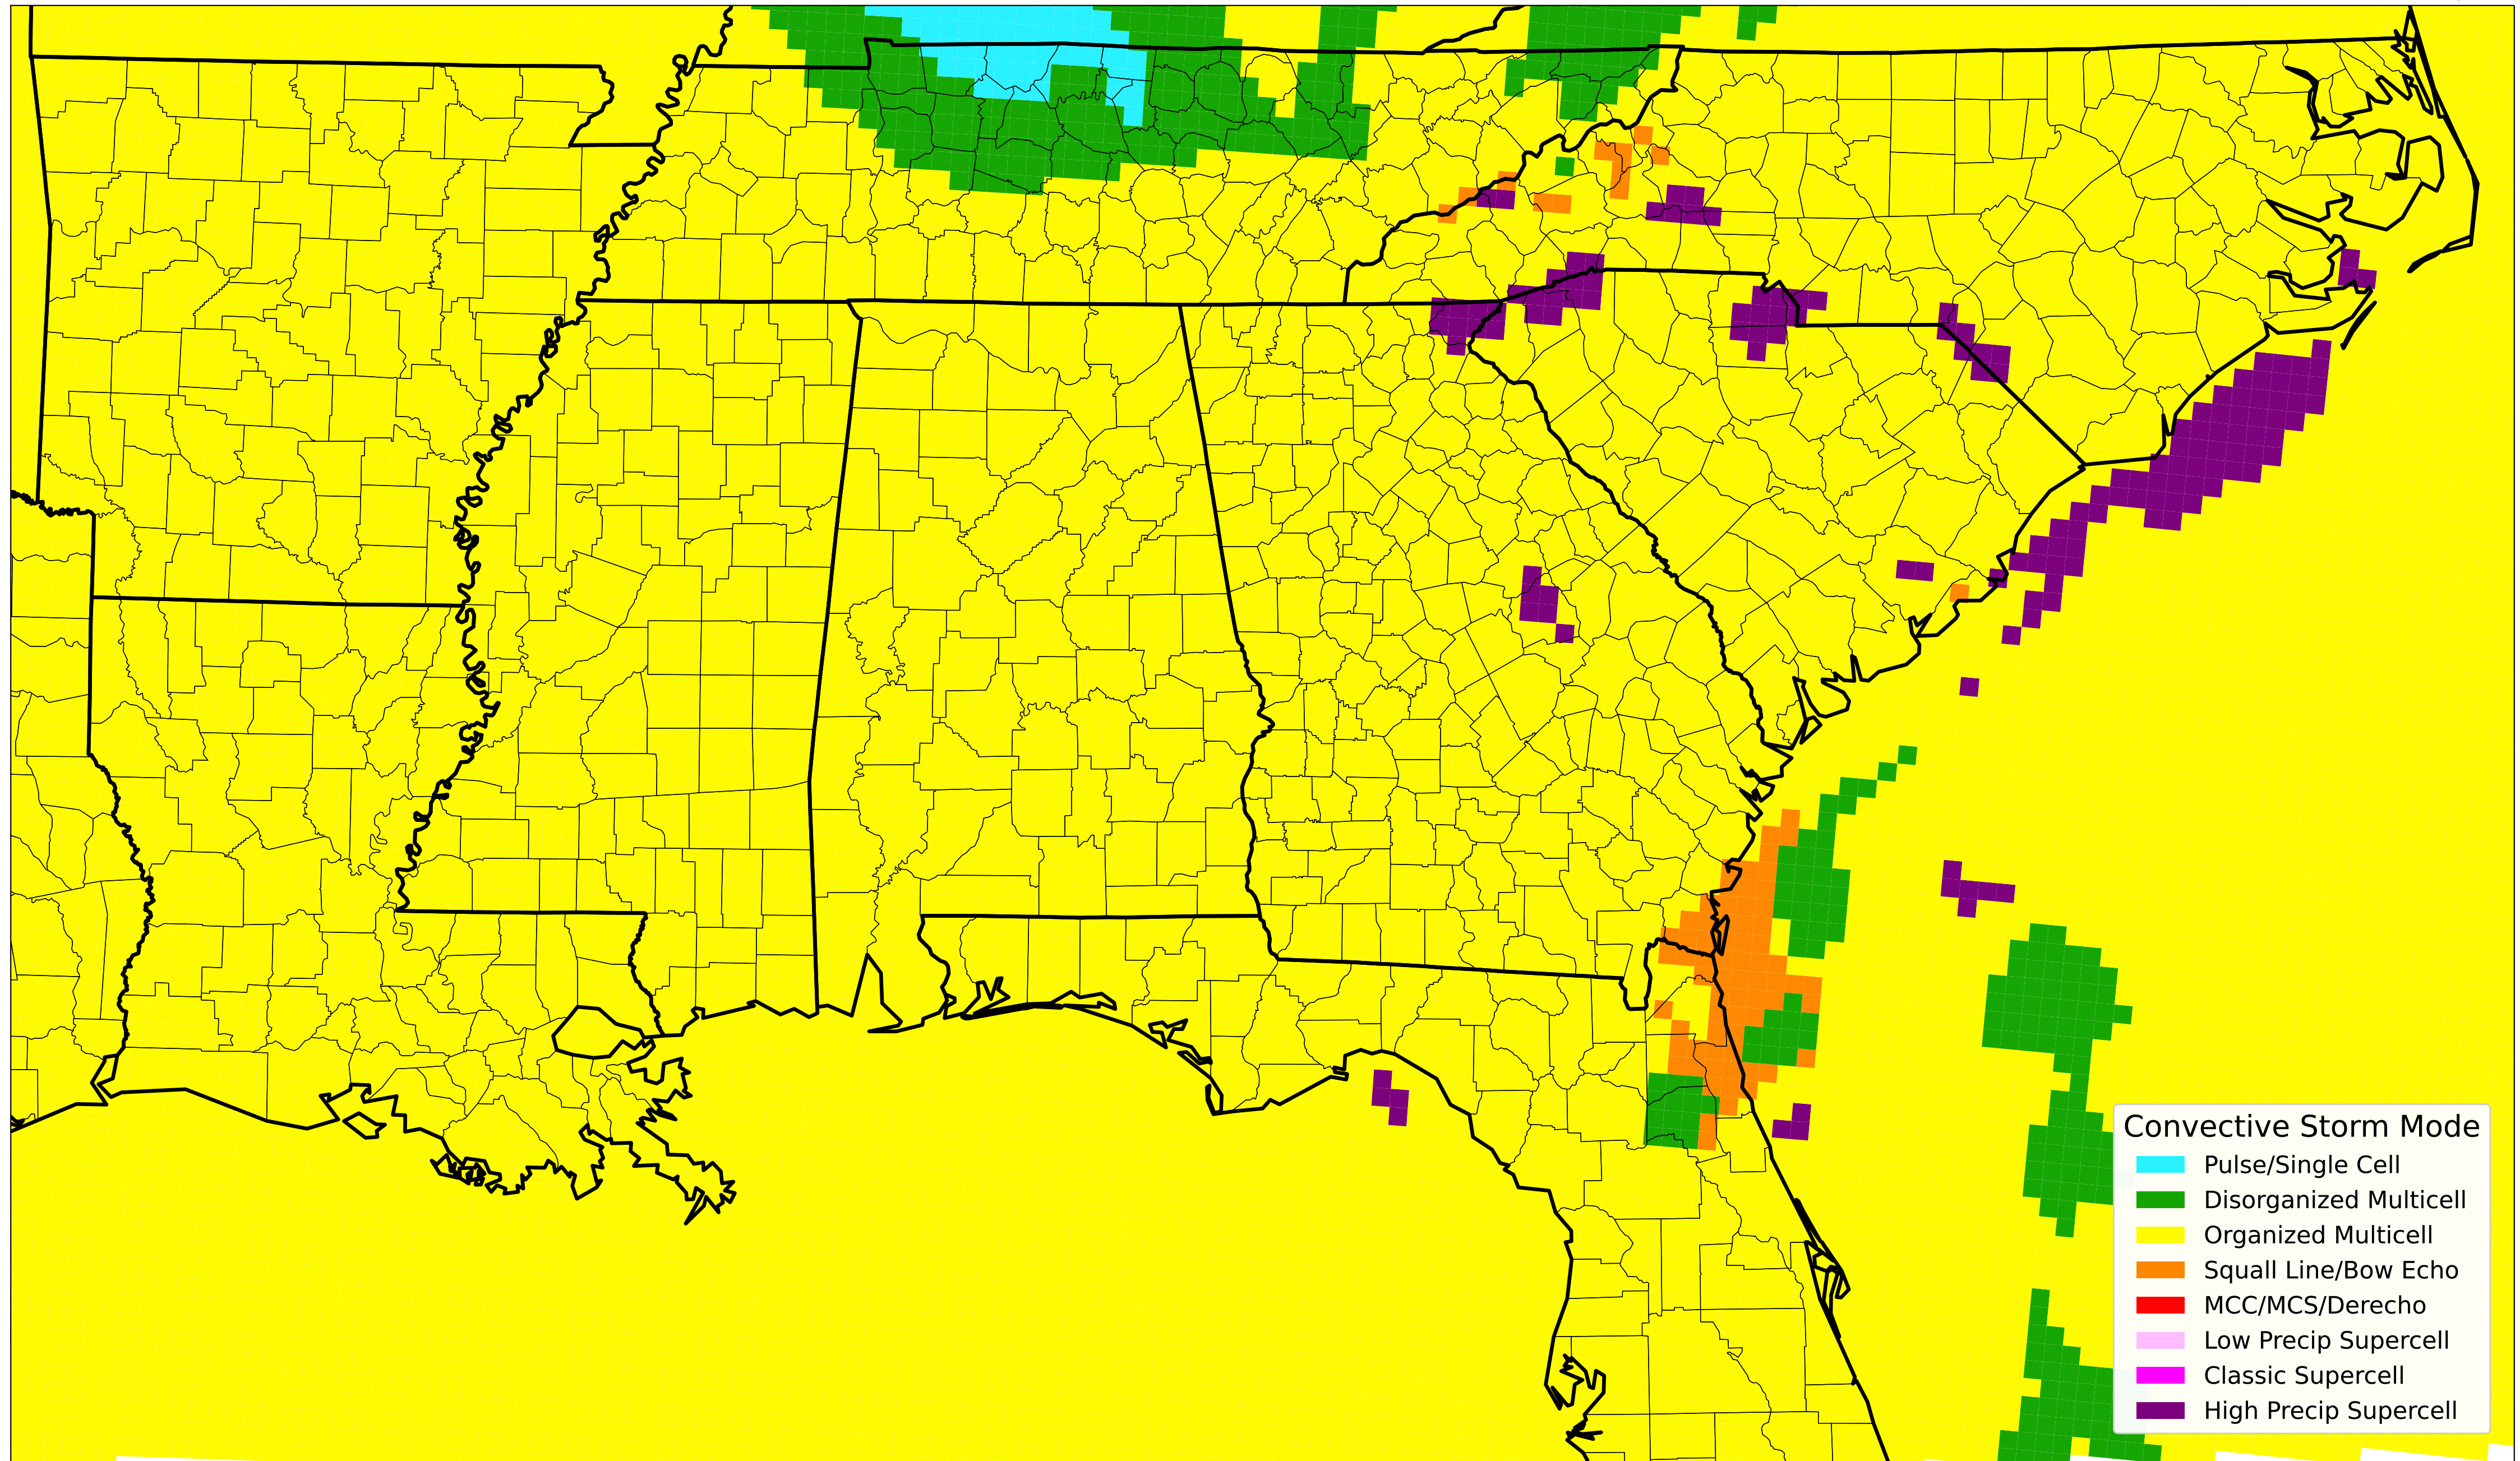 Convective Storm Mode
Pulse/Single Cell
Disorganized Multicell
Organized Multicell
Squall Line/Bow Echo
MCC/MCS/Derecho
Low Precip Supercell
Classic Supercell
High Precip Supercell